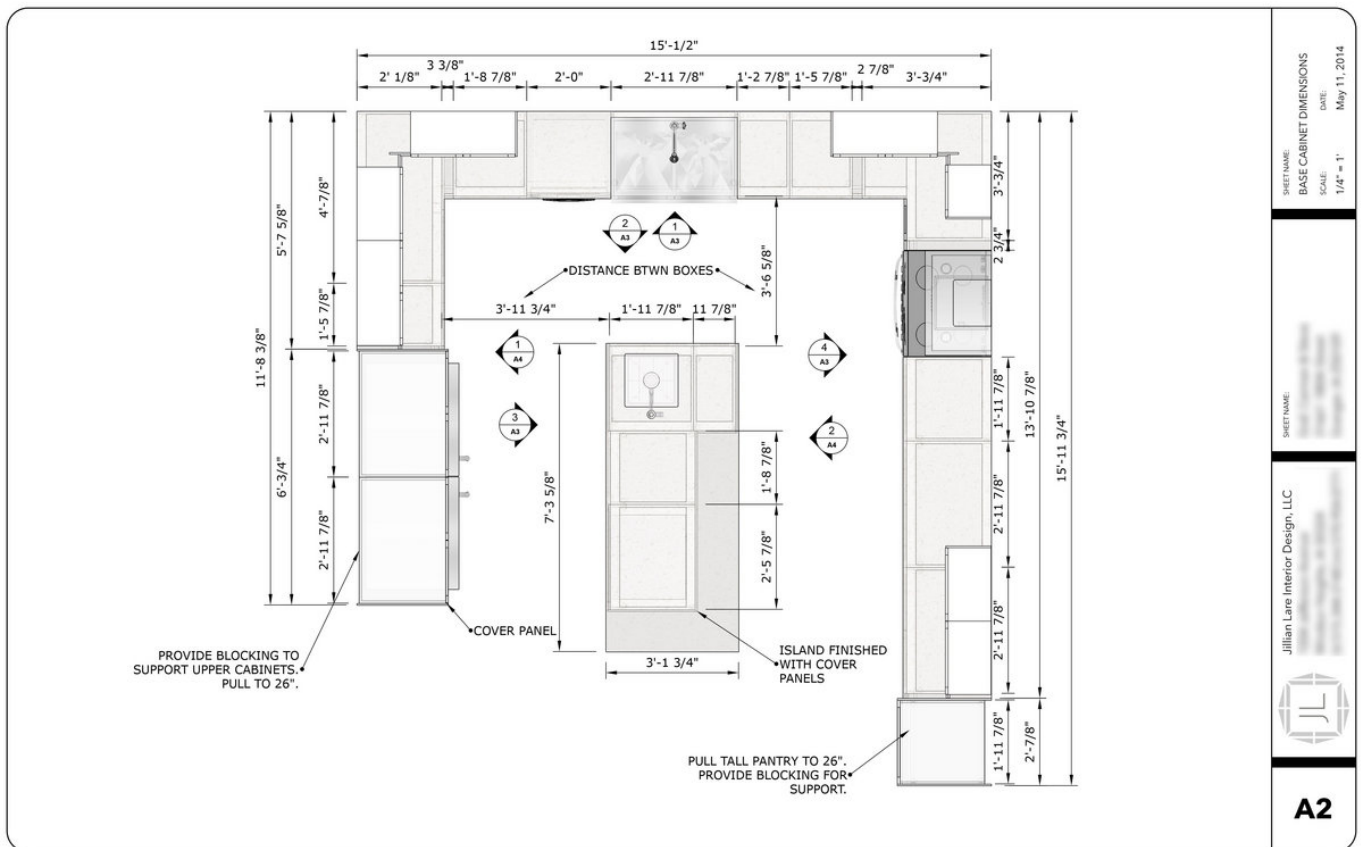 15'-1/2"
3 3/8"
2 7/8"
2' 1/8"
1'-8 7/8"
2'-0"
2'-11 7/8"
1'-2 7/8"
1'-5 7/8"
3'-3/4"
4'-7/8"
5'-7 5/8"
1'-5 7/8"
11'-8 3/8"
2'-11 7/8"
6'-3/4"
2'-11 7/8"
2
A3
1
A3
DISTANCE BTWN BOXES
3'-6 5/8"
3'-11 3/4"
1'-11 7/8"
11 7/8"
1
A4
4
A3
3
A3
2
A4
7'-3 5/8"
1'-8 7/8"
2'-5 7/8"
3'-1 3/4"
3'-3/4"
2 3/4"
1'-11 7/8"
13'-10 7/8"
15'-11 3/4"
2'-11 7/8"
2'-11 7/8"
1'-11 7/8"
2'-7/8"
COVER PANEL
PROVIDE BLOCKING TO
SUPPORT UPPER CABINETS.
PULL TO 26".
ISLAND FINISHED
WITH COVER
PANELS
PULL TALL PANTRY TO 26".
PROVIDE BLOCKING FOR
SUPPORT.
SHEET NAME:
BASE CABINET DIMENSIONS
SCALE: DATE:
1/4" = 1' May 11, 2014
SHEET NAME:
Jillian Lare Interior Design, LLC
JL
A2